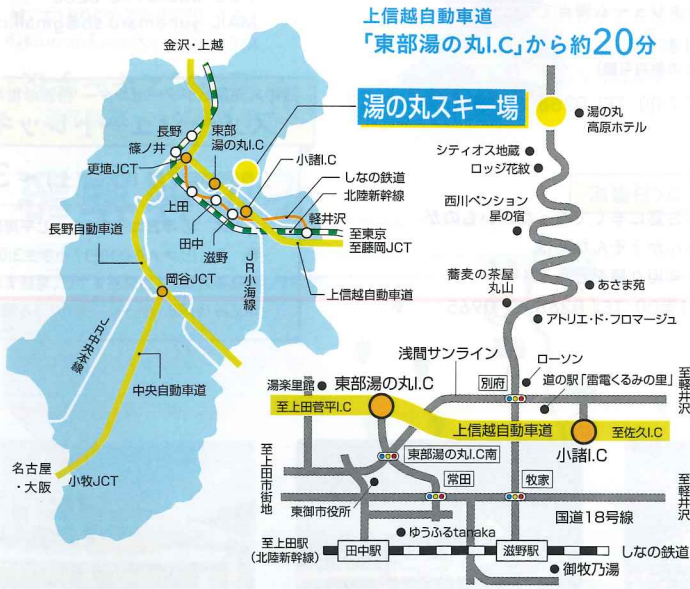 上信越自動車道
「東部湯の丸I.C」から約20分
湯の丸スキー場
金沢・上越
長野
篠ノ井
更埴JCT
東部
湯の丸I.C
小諸I.C
しなの鉄道
北陸新幹線
軽井沢
上田
田中
滋野
至東京
至藤岡JCT
長野自動車道
岡谷JCT
JR小海線
上信越自動車道
JR中央本線
中央自動車道
名古屋
・大阪
小牧JCT
湯の丸
高原ホテル
シティオス地蔵
ロッジ花紋
西川ペンション
星の宿
蕎麦の茶屋
丸山
あさま苑
アトリエ・ド・フロマージュ
浅間サンライン
ローソン
別府
道の駅「雷電くるみの里」
至軽井沢
湯楽里館
東部湯の丸I.C
至上田菅平I.C
上信越自動車道
至佐久I.C
小諸I.C
東部湯の丸I.C南
至上田市街地
常田
牧家
至軽井沢
東御市役所
国道18号線
ゆうふるtanaka
至上田駅
(北陸新幹線)
田中駅
滋野駅
しなの鉄道
御牧乃湯